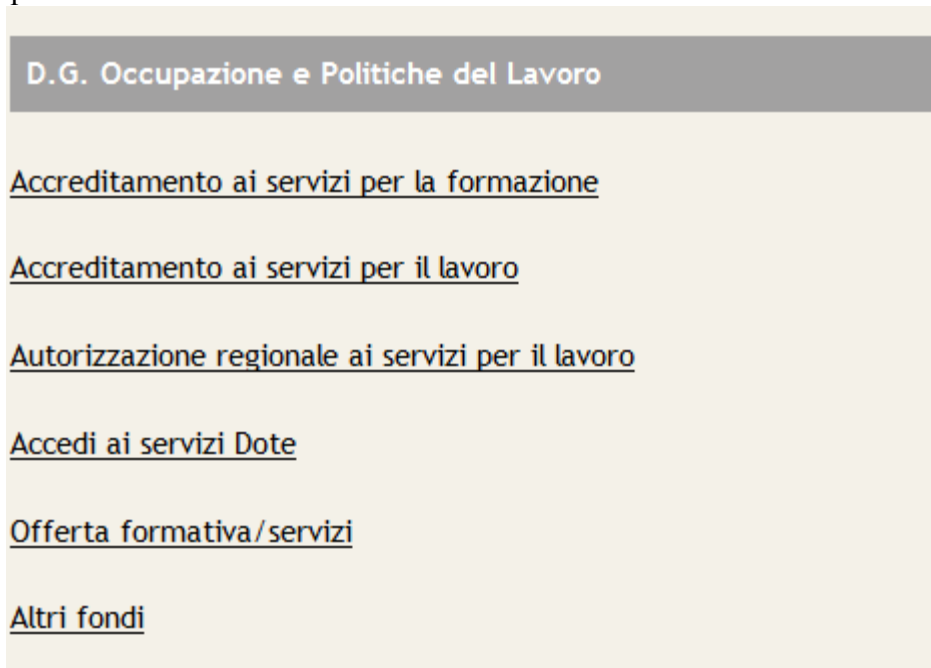 D.G. Occupazione e Politiche del Lavoro
Accreditamento ai servizi per la formazione
Accreditamento ai servizi per il lavoro
Autorizzazione regionale ai servizi per il lavoro
Accedi ai servizi Dote
Offerta formativa/servizi
Altri fondi